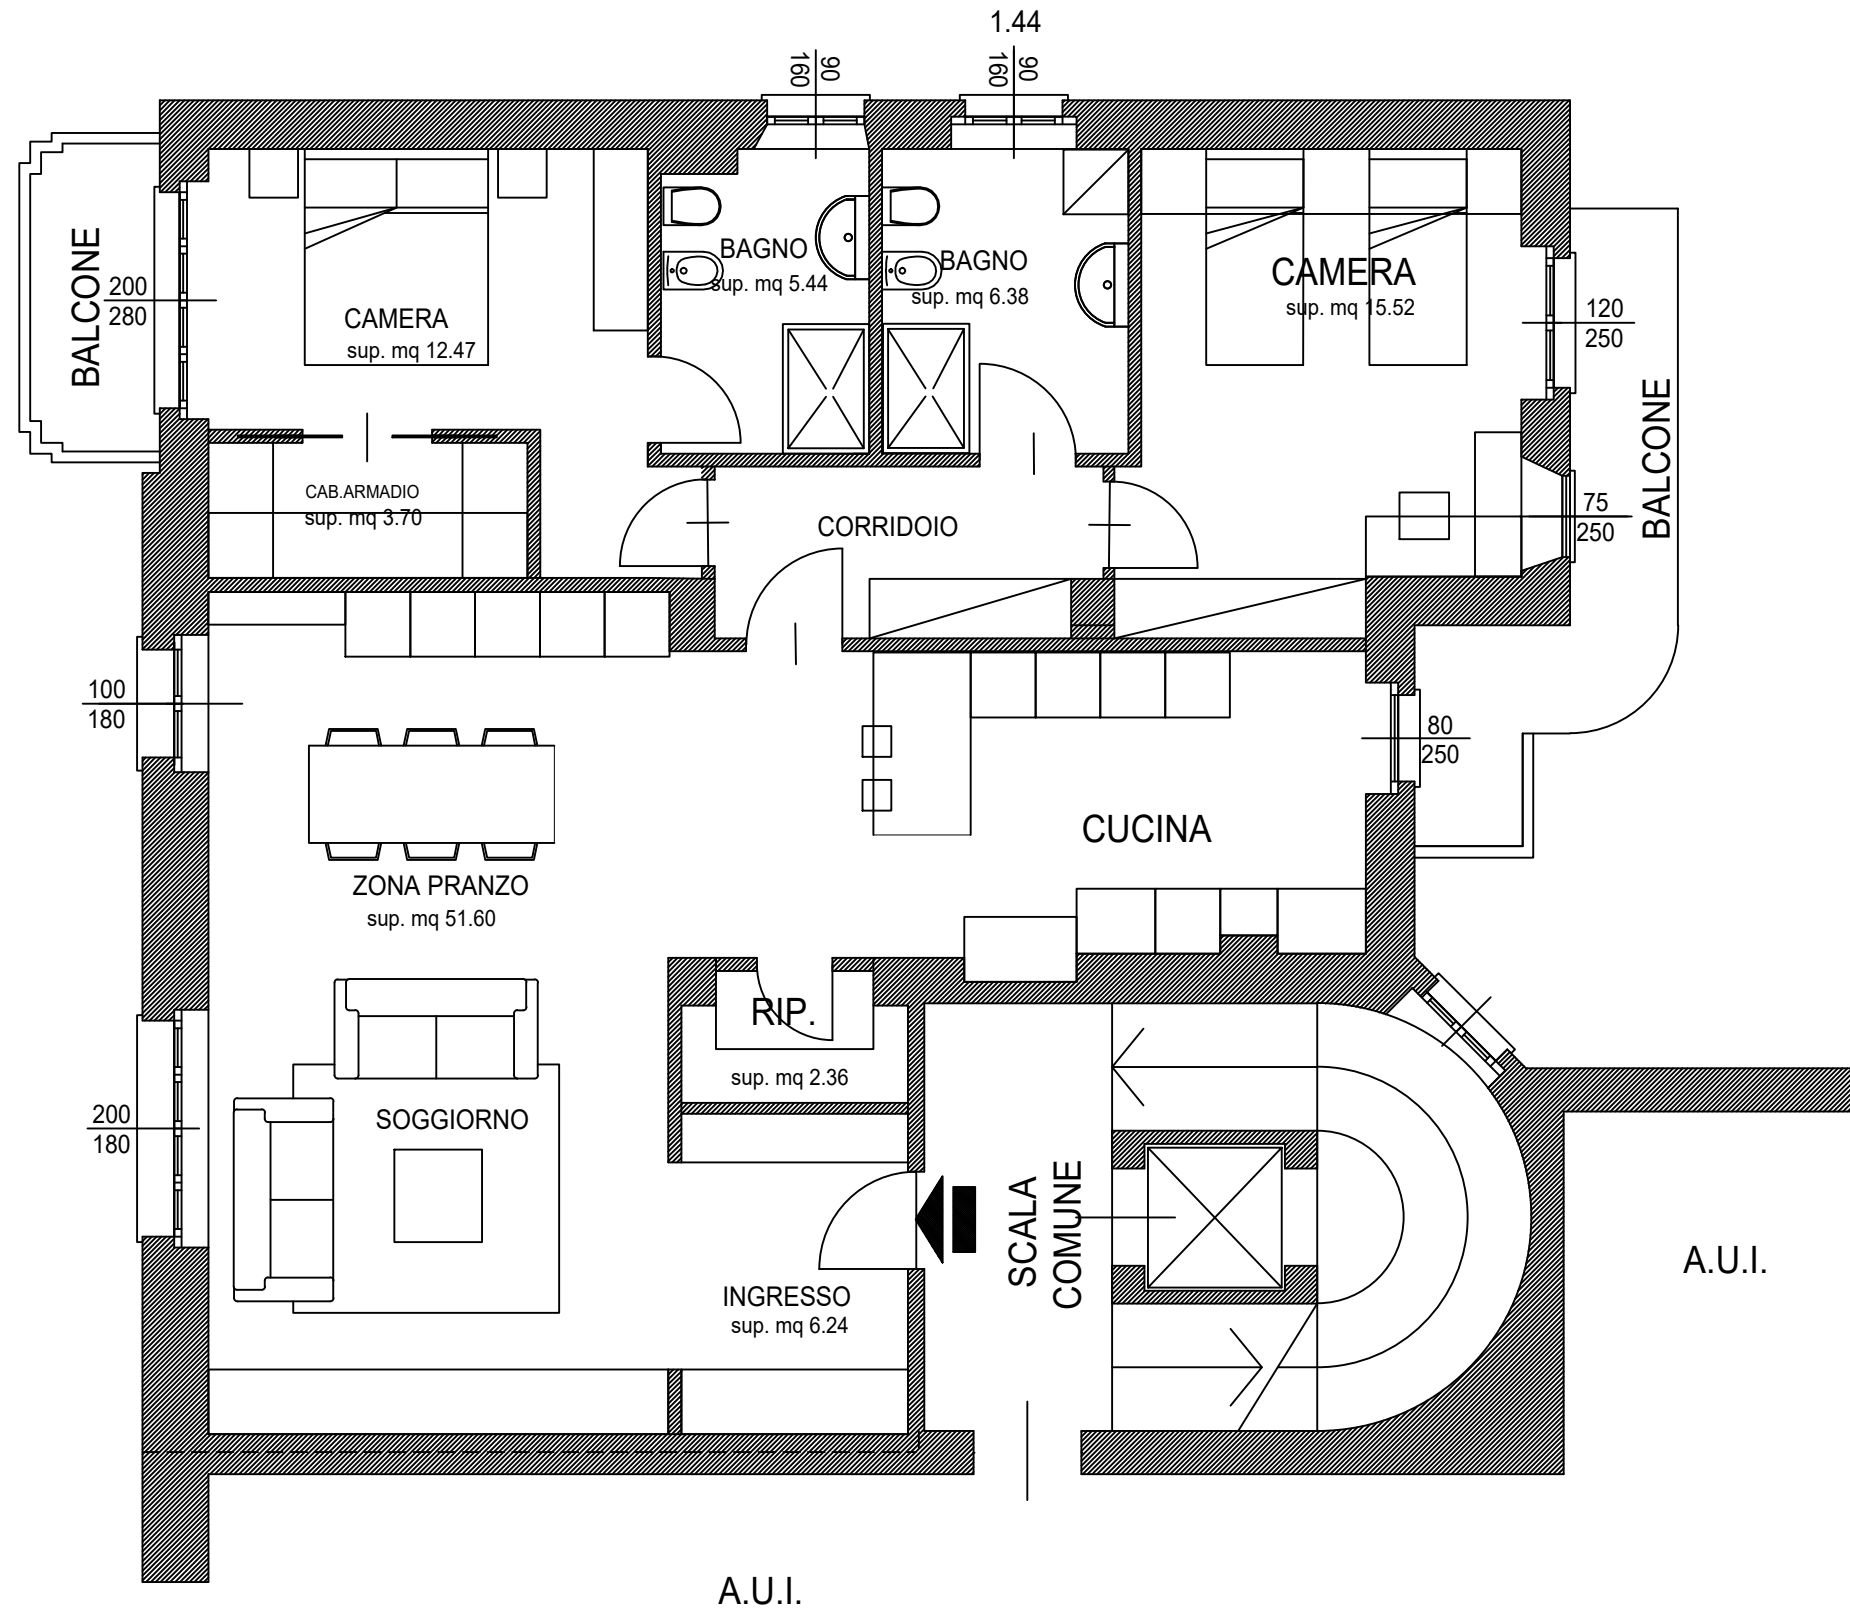 1.44
160
90
160
90
BALCONE
200
280
CAMERA
sup. mq 12.47
BAGNO
sup. mq 5.44
BAGNO
sup. mq 6.38
CAMERA
sup. mq 15.52
120
250
BALCONE
75
250
CAB.ARMADIO
sup. mq 3.70
CORRIDOIO
100
180
80
250
CUCINA
ZONA PRANZO
sup. mq 51.60
RIP.
sup. mq 2.36
200
180
SOGGIORNO
SCALA
COMUNE
INGRESSO
sup. mq 6.24
A.U.I.
A.U.I.